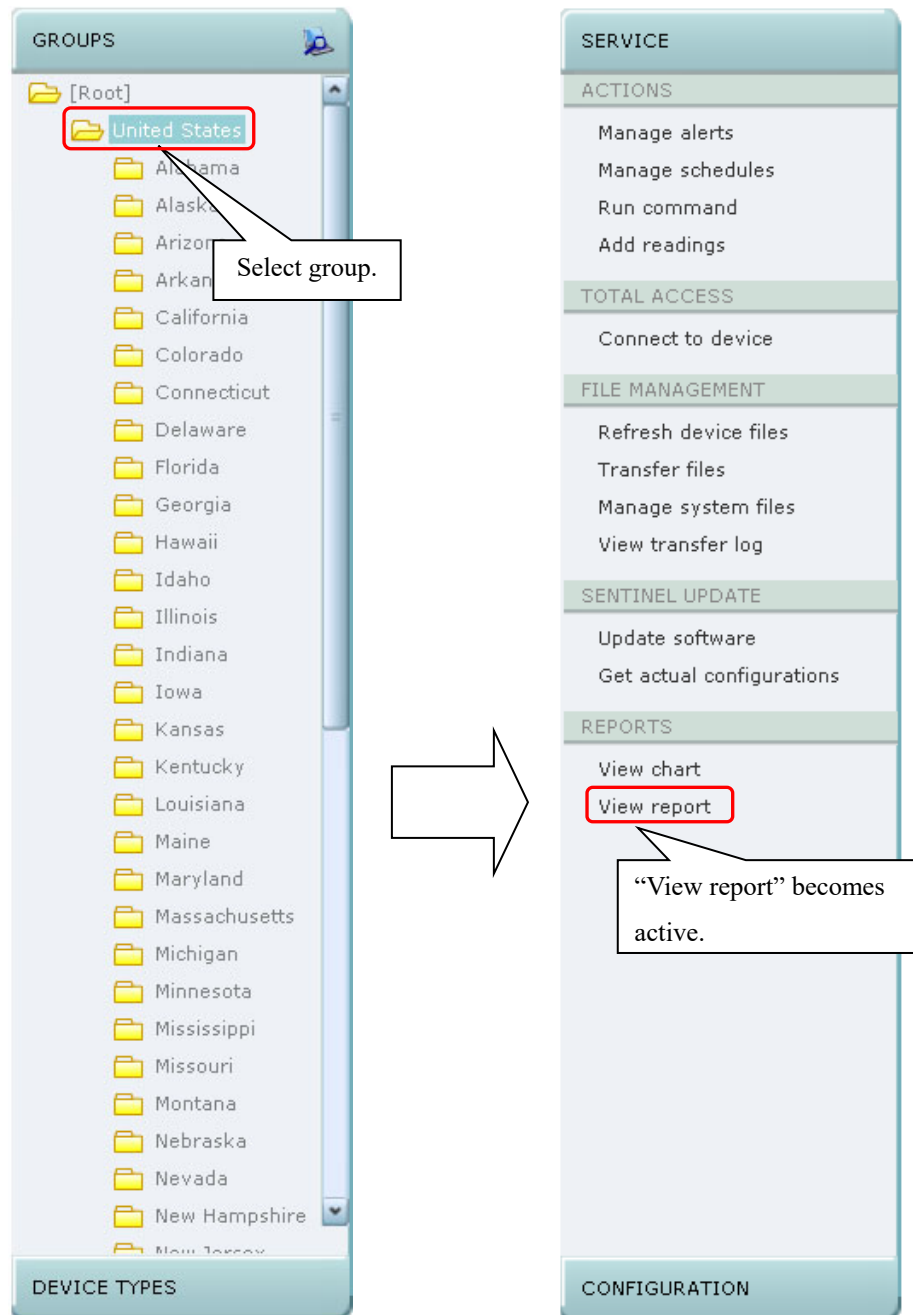 GROUPS
[Root]
United States
Alabama
Alaska
Arizon
Arkan
Select group.
California
Colorado
Connecticut
Delaware
Florida
Georgia
Hawaii
Idaho
Illinois
Indiana
Iowa
Kansas
Kentucky
Louisiana
Maine
Maryland
Massachusetts
Michigan
Minnesota
Mississippi
Missouri
Montana
Nebraska
Nevada
New Hampshire
New Jersey
DEVICE TYPES
SERVICE
ACTIONS
Manage alerts
Manage schedules
Run command
Add readings
TOTAL ACCESS
Connect to device
FILE MANAGEMENT
Refresh device files
Transfer files
Manage system files
View transfer log
SENTINEL UPDATE
Update software
Get actual configurations
REPORTS
View chart
View report
“View report” becomes
active.
CONFIGURATION